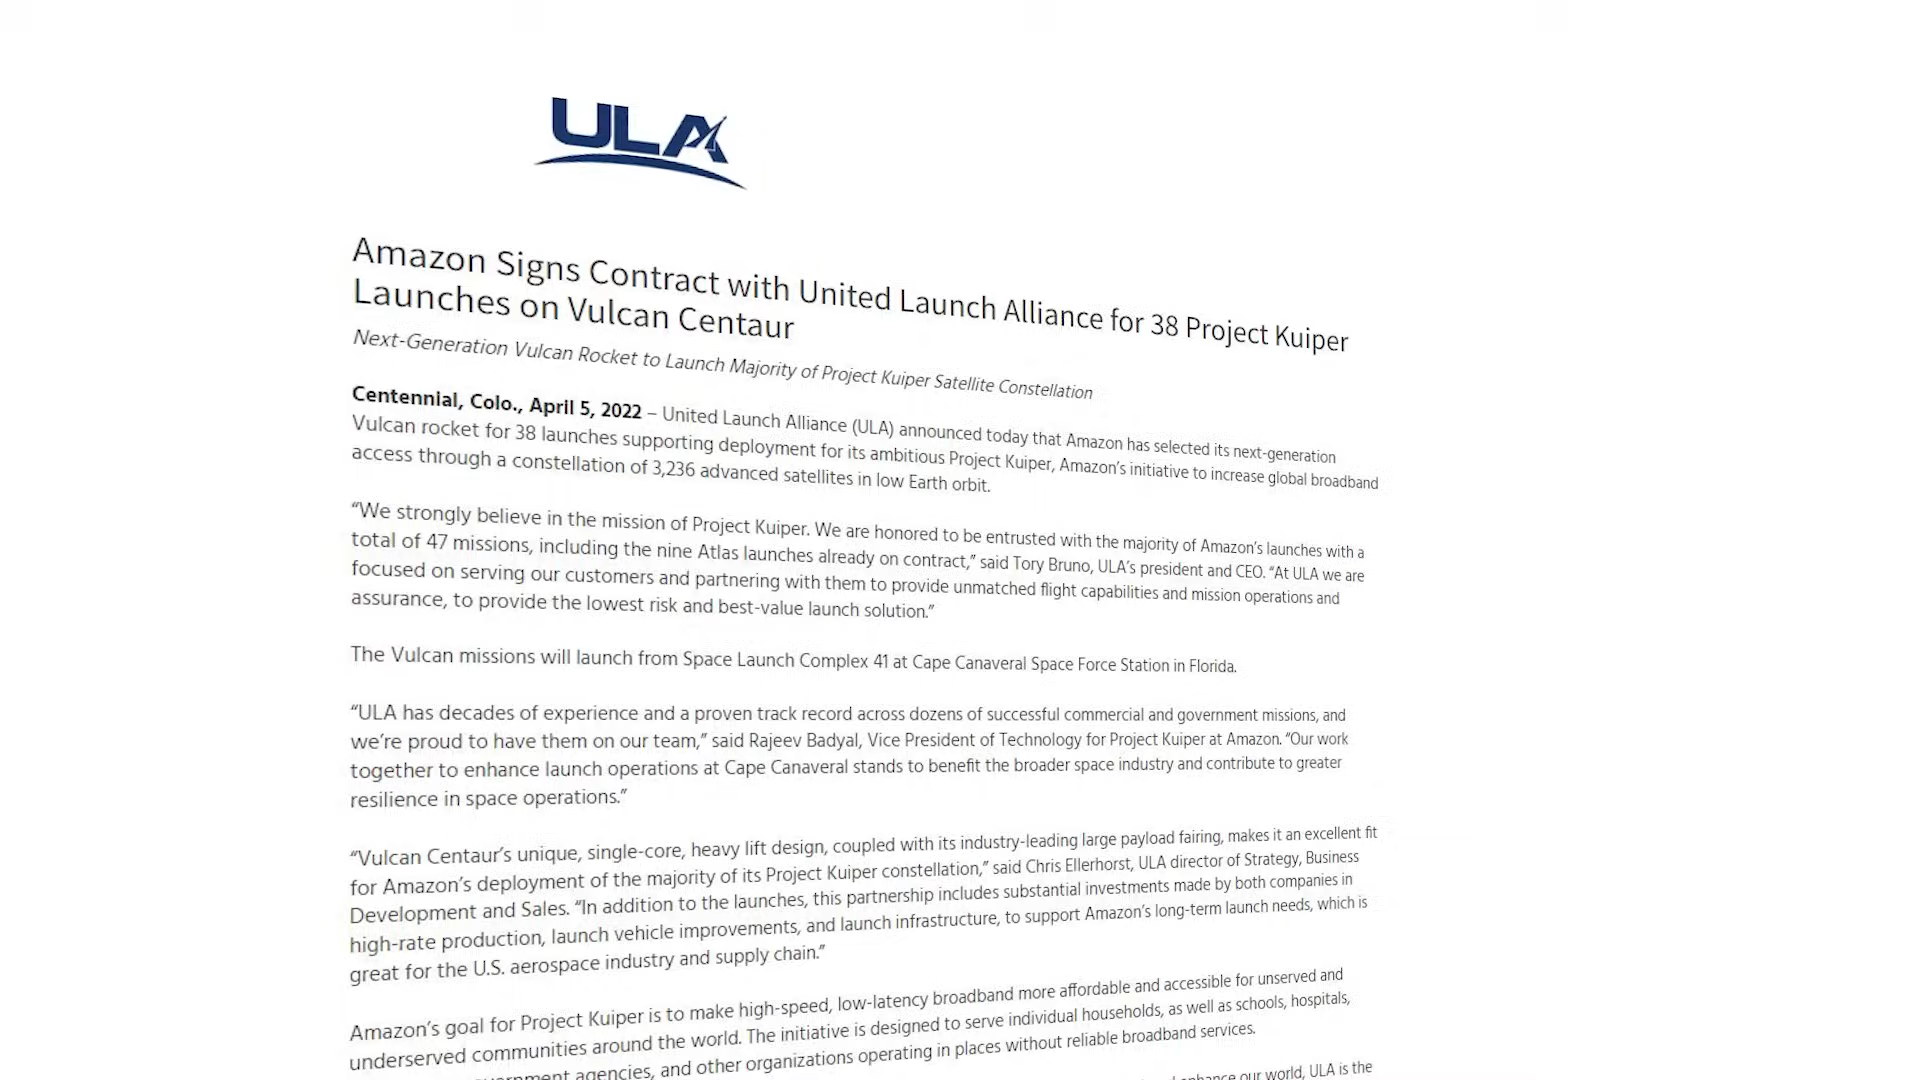 ULA
Amazon Signs Contract with United Launch Alliance for 38 Project Kuiper
Launches on Vulcan Centaur
Next-Generation Vulcan Rocket to Launch Majority of Project Kuiper Satellite Constellation
Centennial, Colo., April 5, 2022 – United Launch Alliance (ULA) announced today that Amazon has selected its next-generation
Vulcan rocket for 38 launches supporting deployment for its ambitious Project Kuiper, Amazon’s initiative to increase global broadband
access through a constellation of 3,236 advanced satellites in low Earth orbit.
“We strongly believe in the mission of Project Kuiper. We are honored to be entrusted with the majority of Amazon’s launches with a
total of 47 missions, including the nine Atlas launches already on contract,” said Tory Bruno, ULA’s president and CEO. “At ULA we are
focused on serving our customers and partnering with them to provide unmatched flight capabilities and mission operations and
assurance, to provide the lowest risk and best-value launch solution.”
The Vulcan missions will launch from Space Launch Complex 41 at Cape Canaveral Space Force Station in Florida.
“ULA has decades of experience and a proven track record across dozens of successful commercial and government missions, and
we’re proud to have them on our team,” said Rajeev Badyal, Vice President of Technology for Project Kuiper at Amazon. “Our work
together to enhance launch operations at Cape Canaveral stands to benefit the broader space industry and contribute to greater
resilience in space operations.”
“Vulcan Centaur’s unique, single-core, heavy lift design, coupled with its industry-leading large payload fairing, makes it an excellent fit
for Amazon’s deployment of the majority of its Project Kuiper constellation,” said Chris Ellerhorst, ULA director of Strategy, Business
Development and Sales. “In addition to the launches, this partnership includes substantial investments made by both companies in
high-rate production, launch vehicle improvements, and launch infrastructure, to support Amazon’s long-term launch needs, which is
great for the U.S. aerospace industry and supply chain.”
Amazon’s goal for Project Kuiper is to make high-speed, low-latency broadband more affordable and accessible for unserved and
underserved communities around the world. The initiative is designed to serve individual households, as well as schools, hospitals,
agencies, and other organizations operating in places without reliable broadband services.
our world, ULA is the